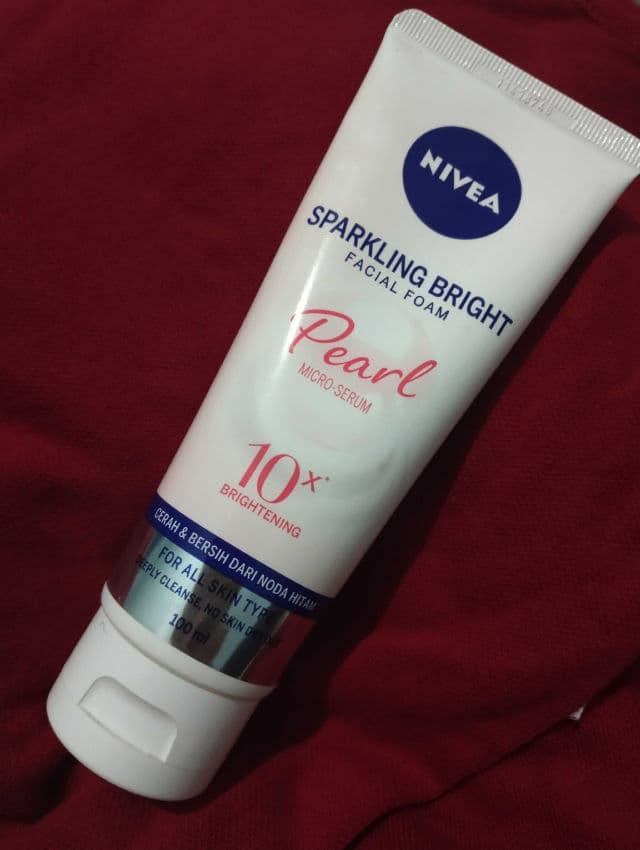 NIVEA
SPARKLING BRIGHT
FACIAL FOAM
Pearl
MICRO-SERUM
10x*
BRIGHTENING
CERAH & BERSIH DARI NODA HITAM
FOR ALL SKIN TYPE
DEEPLY CLEANSE, NO SKIN
100 ml